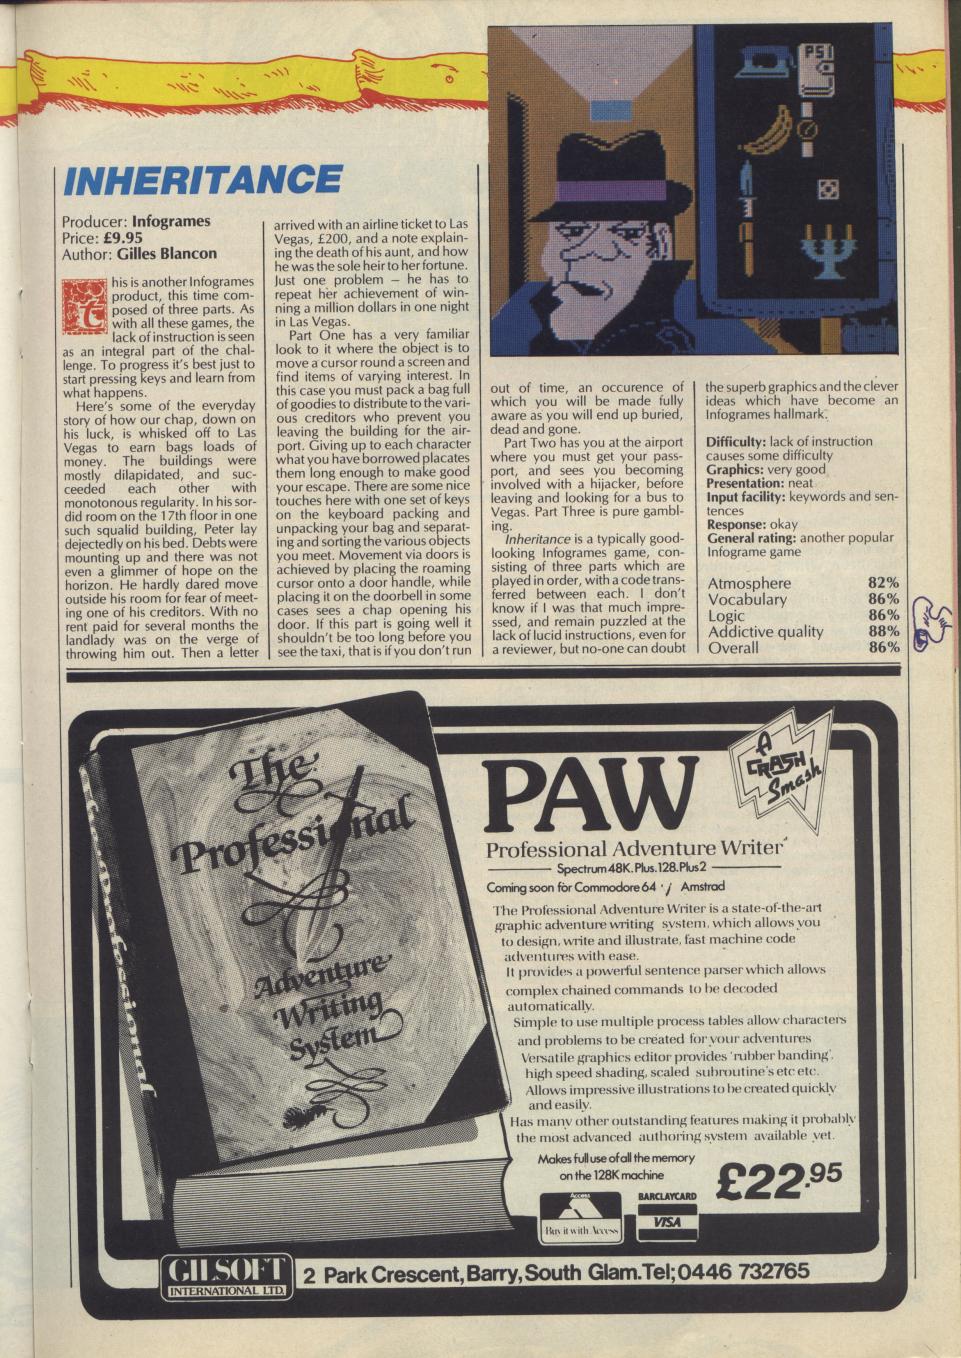 INHERITANCE
Producer: Infogrames
Price: £9.95
Author: Gilles Blancon
this is another Infogrames
product, this time com-
posed of three parts. As
with all these games, the
lack of instruction is seen
as an integral part of the chal-
lenge. To progress it's best just to
start pressing keys and learn from
what happens.
Here's some of the everyday
story of how our chap, down on
his luck, is whisked off to Las
Vegas to earn bags loads of
money. The buildings were
mostly dilapidated, and suc-
ceeded each other with
monotonous regularity. In his sor-
did room on the 17th floor in one
such squalid building, Peter lay
dejectedly on his bed. Debts were
mounting up and there was not
even a glimmer of hope on the
horizon. He hardly dared move
outside his room for fear of meet-
ing one of his creditors. With no
rent paid for several months the
landlady was on the verge of
throwing him out. Then a letter
arrived with an airline ticket to Las
Vegas, £200, and a note explain-
ing the death of his aunt, and how
he was the sole heir to her fortune.
Just one problem – he has to
repeat her achievement of win-
ning a million dollars in one night
in Las Vegas.
Part One has a very familiar
look to it where the object is to
move a cursor round a screen and
find items of varying interest. In
this case you must pack a bag full
of goodies to distribute to the vari-
ous creditors who prevent you
leaving the building for the air-
port. Giving up to each character
what you have borrowed placates
them long enough to make good
your escape. There are some nice
touches here with one set of keys
on the keyboard packing and
unpacking your bag and separat-
ing and sorting the various objects
you meet. Movement via doors is
achieved by placing the roaming
cursor onto a door handle, while
placing it on the doorbell in some
cases sees a chap opening his
door. If this part is going well it
shouldn't be too long before you
see the taxi, that is if you don't run
PS
out of time, an occurence of
which you will be made fully
aware as you will end up buried,
dead and gone.
Part Two has you at the airport
where you must get your pass-
port, and sees you becoming
involved with a hijacker, before
leaving and looking for a bus to
Vegas. Part Three is pure gambl-
ing.
Inheritance is a typically good-
looking Infogrames game, con-
sisting of three parts which are
played in order, with a code trans-
ferred between each. I don't
know if I was that much impre-
ssed, and remain puzzled at the
lack of lucid instructions, even for
a reviewer, but no-one can doubt
the superb graphics and the clever
ideas which have become an
Infogrames hallmark.
Difficulty: lack of instruction
causes some difficulty
Graphics: very good
Presentation: neat
Input facility: keywords and sen-
tences
Response: okay
General rating: another popular
Infograme game
Atmosphere 82%
Vocabulary 86%
Logic 86%
Addictive quality 88%
Overall 86%
The
Professional
Adventure
Writing
System
A
CRASH
Smash
PAW
Professional Adventure Writer
Spectrum 48K. Plus. 128. Plus 2
Coming soon for Commodore 64 Amstrad
The Professional Adventure Writer is a state-of-the-art
graphic adventure writing system, which allows you
to design, write and illustrate, fast machine code
adventures with ease.
It provides a powerful sentence parser which allows
complex chained commands to be decoded
automatically.
Simple to use multiple process tables allow characters
and problems to be created for your adventures
Versatile graphics editor provides 'rubber banding',
high speed shading, scaled subroutine's etc etc.
Allows impressive illustrations to be created quickly
and easily.
Has many other outstanding features making it probably
the most advanced authoring system available yet.
Makes full use of all the memory
on the 128K machine
£22.95
Access
Buy it with Access
BARCLAYCARD
VISA
GILSOFT
INTERNATIONAL LTD.
2 Park Crescent, Barry, South Glam. Tel; 0446 732765